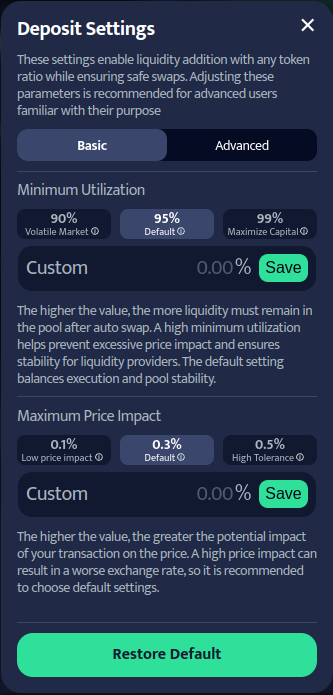 Deposit Settings
These settings enable liquidity addition with any token
ratio while ensuring safe swaps. Adjusting these
parameters is recommended for advanced users
familiar with their purpose
Basic Advanced
Minimum Utilization
90% 95% 99%
Volatile Market Default Maximize Capital
Custom 0.00% Save
The higher the value, the more liquidity must remain in
the pool after auto swap. A high minimum utilization
helps prevent excessive price impact and ensures
stability for liquidity providers. The default setting
balances execution and pool stability.
Maximum Price Impact
0.1% 0.3% 0.5%
Low price impact Default High Tolerance
Custom 0.00% Save
The higher the value, the greater the potential impact
of your transaction on the price. A high price impact can
result in a worse exchange rate, so it is recommended
to choose default settings.
Restore Default